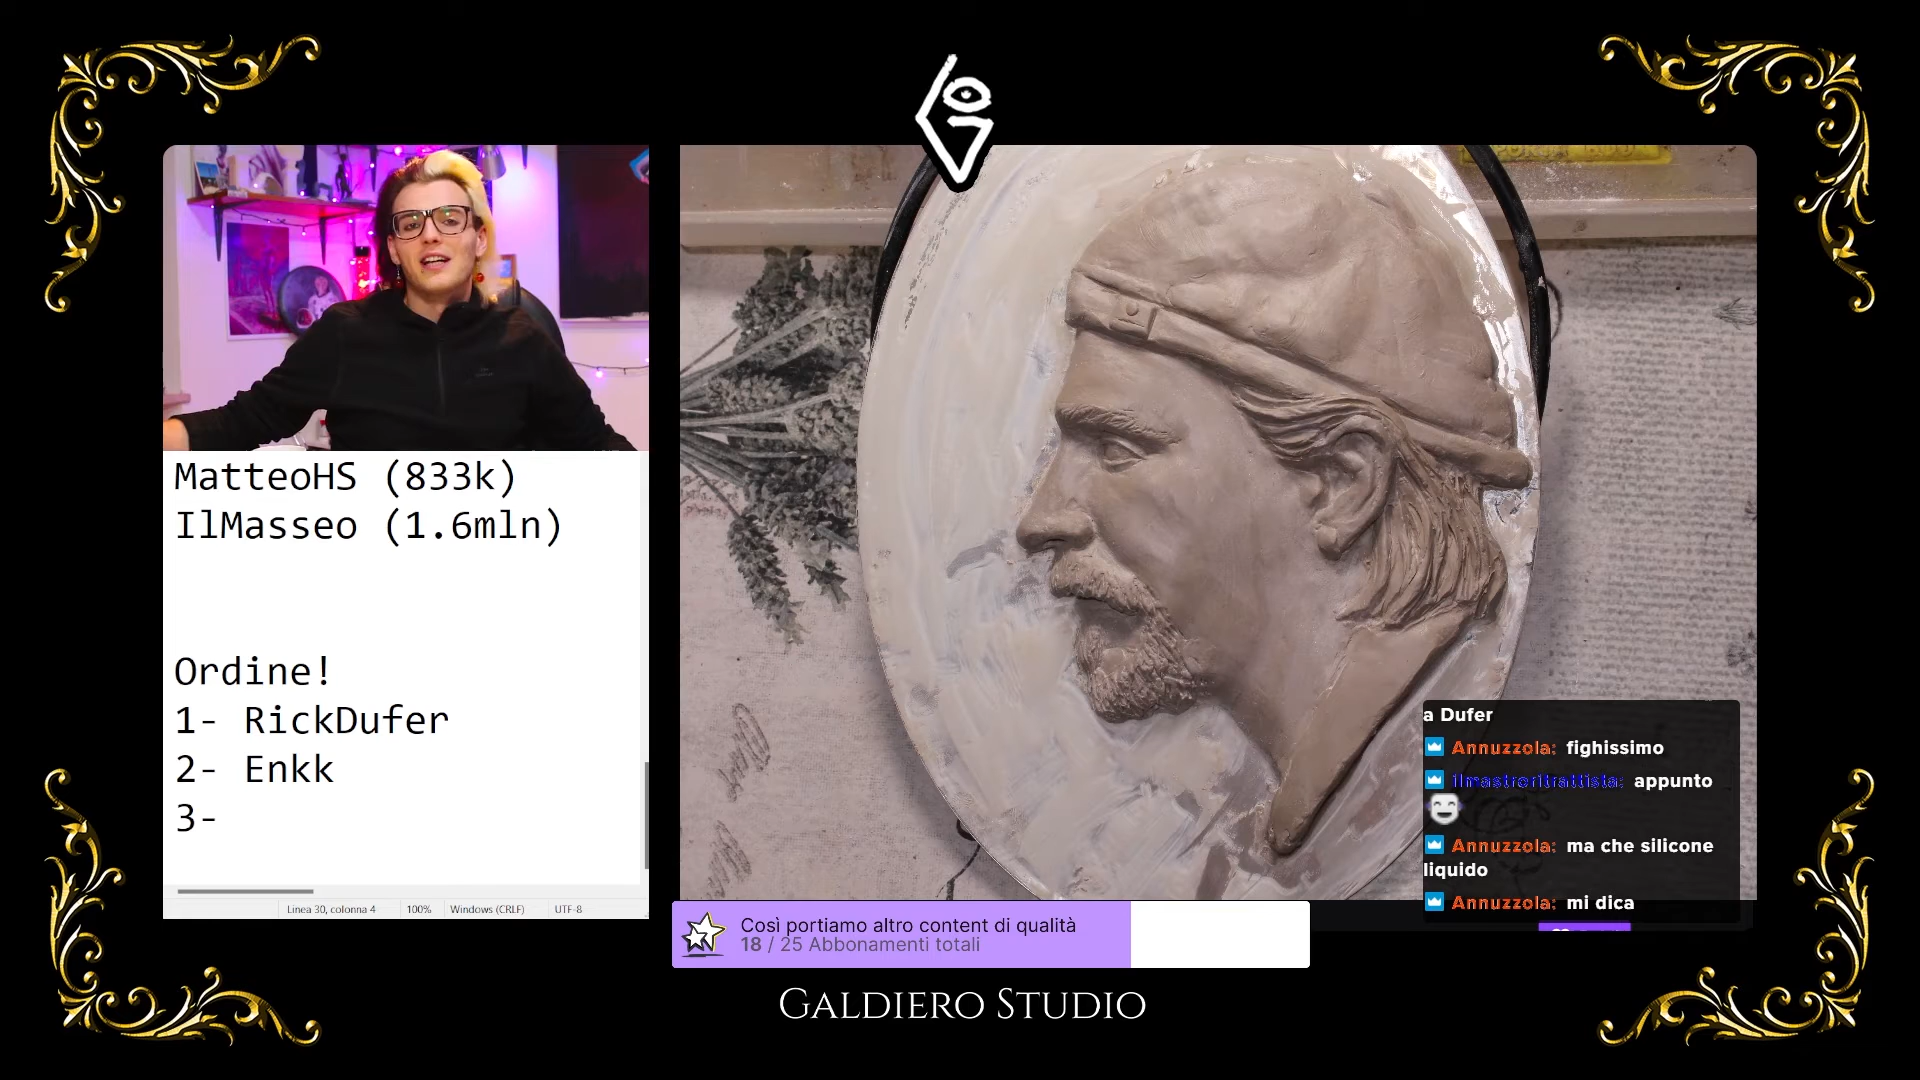 MatteoHS (833k)
IlMasseo (1.6mln)
Ordine!
1- RickDufer
2- Enkk
3-
Linea 30, colonna 4 100% Windows (CRLF) UTF-8
a Dufer
Annuzzola: fighissimo
ilmastroritrattista: appunto
Annuzzola: ma che silicone
liquido
Annuzzola: mi dica
Così portiamo altro content di qualità
18 / 25 Abbonamenti totali
Galdiero Studio